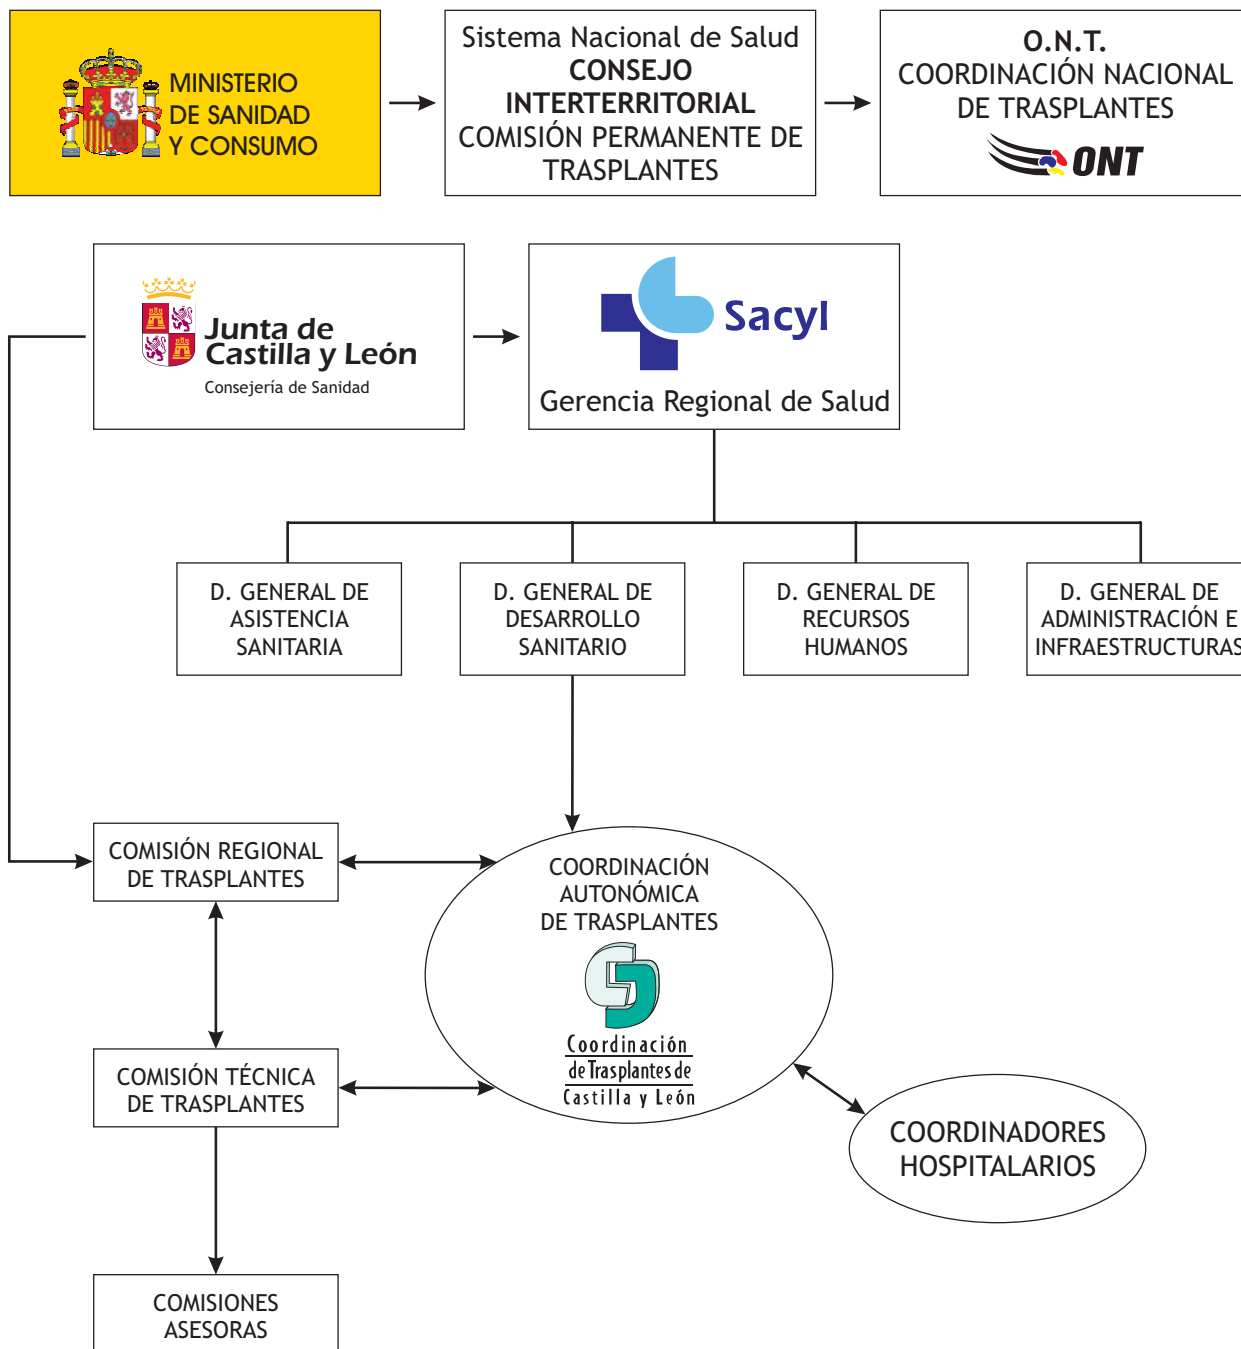 MINISTERIO
DE SANIDAD
Y CONSUMO
Sistema Nacional de Salud
CONSEJO
INTERTERRITORIAL
COMISIÓN PERMANENTE DE
TRASPLANTES
O.N.T.
COORDINACIÓN NACIONAL
DE TRASPLANTES
ONT
Junta de
Castilla y León
Consejería de Sanidad
Sacyl
Gerencia Regional de Salud
D. GENERAL DE
ASISTENCIA
SANITARIA
D. GENERAL DE
DESARROLLO
SANITARIO
D. GENERAL DE
RECURSOS
HUMANOS
D. GENERAL DE
ADMINISTRACIÓN E
INFRAESTRUCTURAS
COMISIÓN REGIONAL
DE TRASPLANTES
COORDINACIÓN
AUTONÓMICA
DE TRASPLANTES
Coordinación
de Trasplantes de
Castilla y León
COMISIÓN TÉCNICA
DE TRASPLANTES
COORDINADORES
HOSPITALARIOS
COMISIONES
ASESORAS